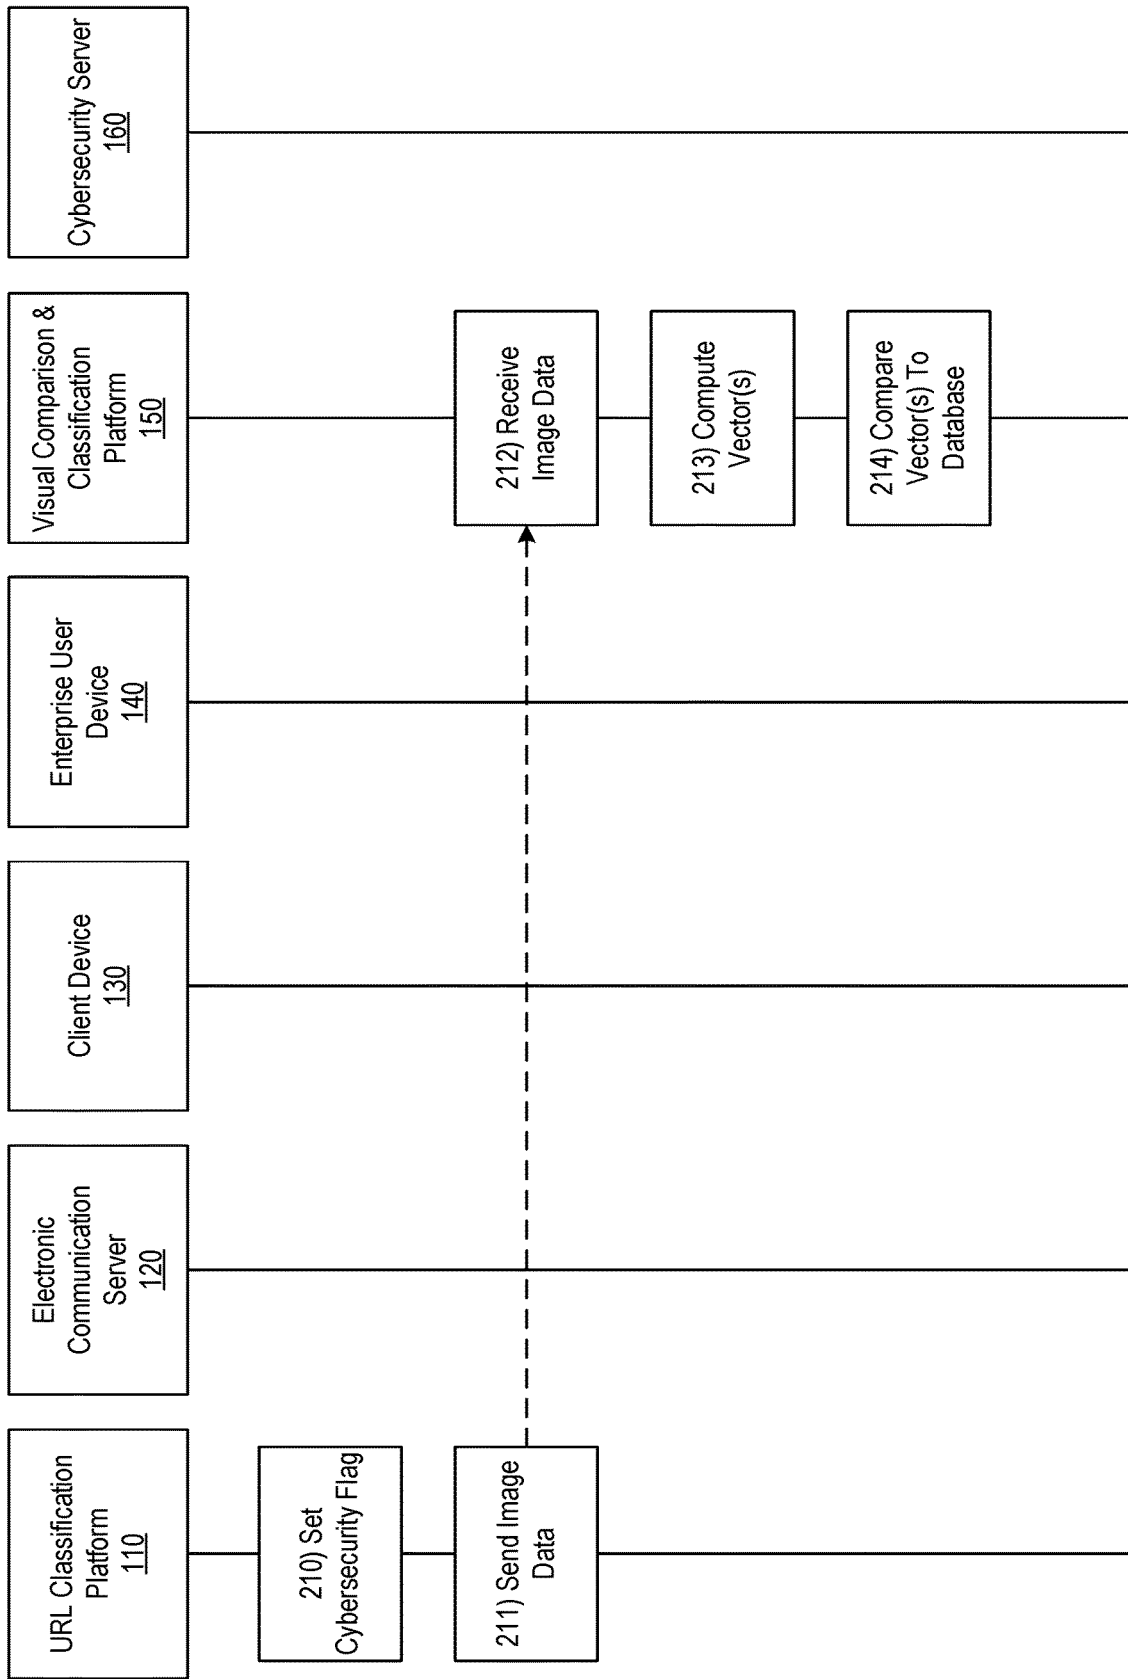 URL Classification
Platform
110
Electronic
Communication
Server
120
Client Device
130
Enterprise User
Device
140
Visual Comparison &
Classification
Platform
150
Cybersecurity Server
160
210) Set
Cybersecurity Flag
211) Send Image
Data
212) Receive
Image Data
213) Compute
Vector(s)
214) Compare
Vector(s) To
Database